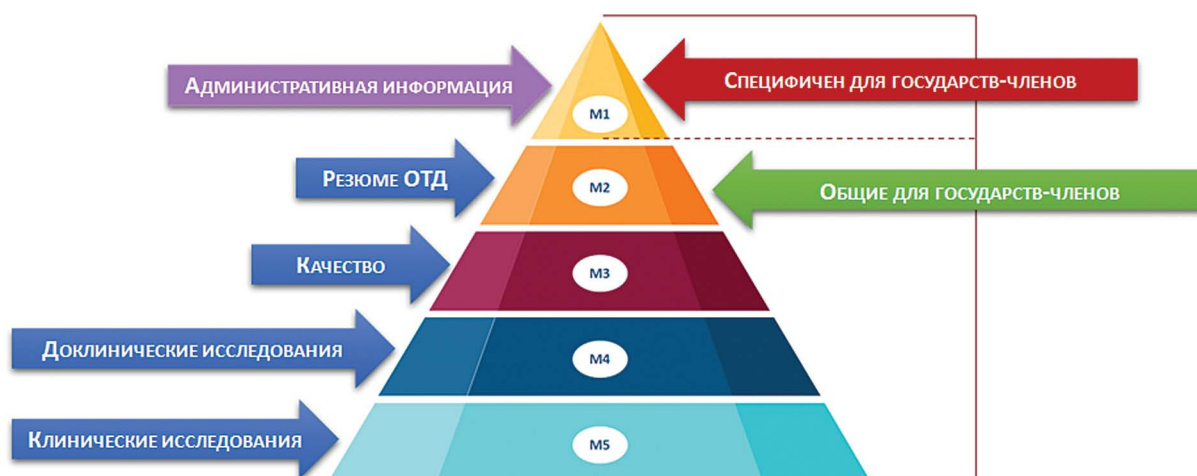 Административная информация
Специфичен для государств-членов
М1
Резюме ОТД
М2
Общие для государств-членов
Качество
М3
Доклинические исследования
М4
Клинические исследования
М5